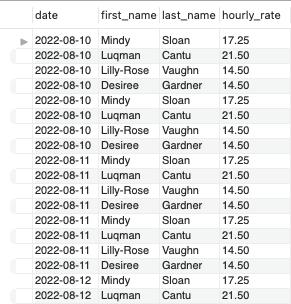 date first_name last_name hourly_rate
2022-08-10 Mindy Sloan 17.25
2022-08-10 Luqman Cantu 21.50
2022-08-10 Lilly-Rose Vaughn 14.50
2022-08-10 Desiree Gardner 14.50
2022-08-10 Mindy Sloan 17.25
2022-08-10 Luqman Cantu 21.50
2022-08-10 Lilly-Rose Vaughn 14.50
2022-08-10 Desiree Gardner 14.50
2022-08-11 Mindy Sloan 17.25
2022-08-11 Luqman Cantu 21.50
2022-08-11 Lilly-Rose Vaughn 14.50
2022-08-11 Desiree Gardner 14.50
2022-08-11 Mindy Sloan 17.25
2022-08-11 Luqman Cantu 21.50
2022-08-11 Lilly-Rose Vaughn 14.50
2022-08-11 Desiree Gardner 14.50
2022-08-12 Mindy Sloan 17.25
2022-08-12 Luqman Cantu 21.50